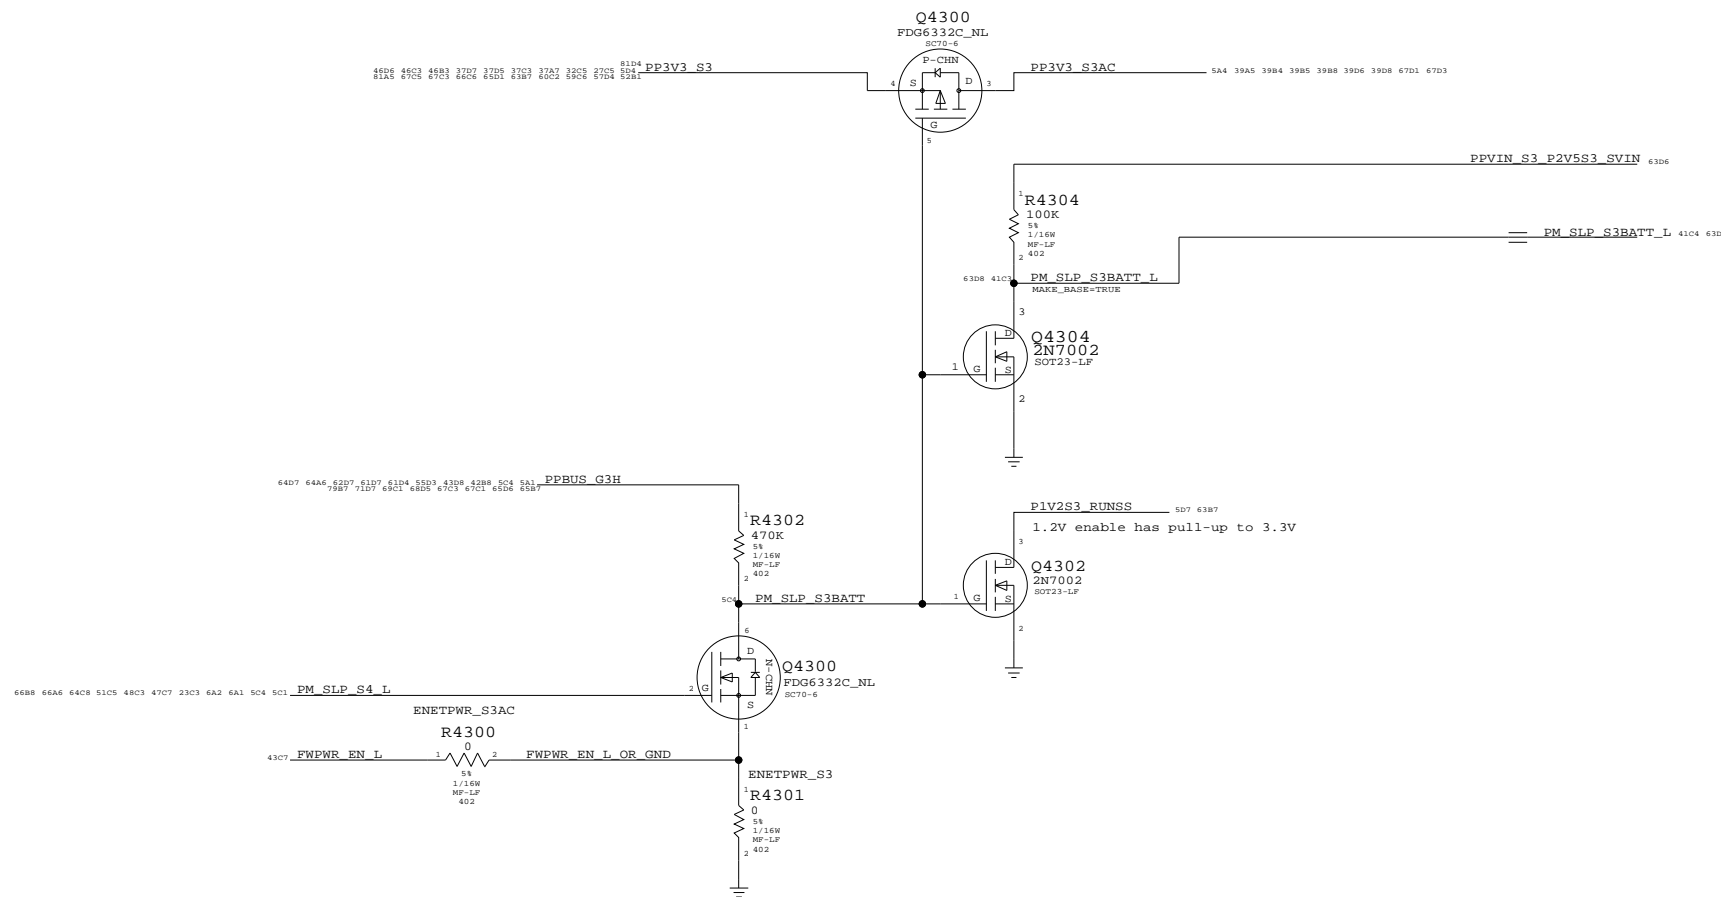 Q4300
FDG6332C_NL
SC70-6
P-CHN
81D4
46D6 46C3 46B3 37D7 37D5 37C3 37A7 32C5 27C5 5D4
81A5 67C5 67C3 66C6 65D1 63B7 60C2 59C6 57D4 52B1
PP3V3_S3
PP3V3_S3AC
5A4 39A5 39B4 39B5 39B8 39D6 39D8 67D1 67D3
4
S
D
3
G
5
PPVIN_S3_P2V5S3_SVIN
63D6
1
R4304
100K
5%
1/16W
MF-LF
402
2
PM_SLP_S3BATT_L
41C4 63D
63D8 41C3
PM_SLP_S3BATT_L
MAKE_BASE=TRUE
3
D
Q4304
2N7002
SOT23-LF
1
G
S
2
64D7 64A6 62D7 61D7 61D4 55D3 43D8 42B8 5C4 5A1
79B7 71D7 69C1 68D5 67C3 67C1 65D6 65B7
PPBUS_G3H
P1V2S3_RUNSS
5D7 63B7
1.2V enable has pull-up to 3.3V
1
R4302
470K
5%
1/16W
MF-LF
402
2
3
D
Q4302
2N7002
SOT23-LF
5C4
PM_SLP_S3BATT
1
G
S
2
6
D
N-CHN
Q4300
FDG6332C_NL
SC70-6
66B8 66A6 64C8 51C5 48C3 47C7 23C3 6A2 6A1 5C4 5C1
PM_SLP_S4_L
2
G
S
1
ENETPWR_S3AC
R4300
0
43C7
FWPWR_EN_L
1
2
FWPWR_EN_L_OR_GND
5%
1/16W
MF-LF
402
ENETPWR_S3
1
R4301
0
5%
1/16W
MF-LF
402
2